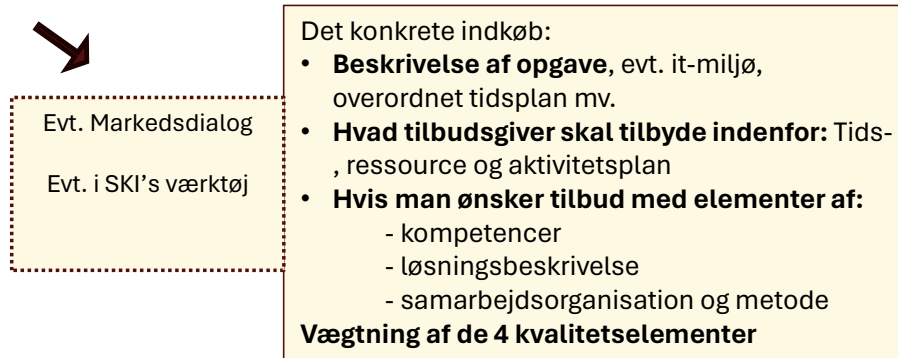 Evt. Markedsdialog
Evt. i SKI’s værktøj
Det konkrete indkøb:
• Beskrivelse af opgave, evt. it-miljø,
overordnet tidsplan mv.
• Hvad tilbudsgiver skal tilbyde indenfor: Tids-
, ressource og aktivitetsplan
• Hvis man ønsker tilbud med elementer af:
- kompetencer
- løsningsbeskrivelse
- samarbejdsorganisation og metode
Vægtning af de 4 kvalitetselementer